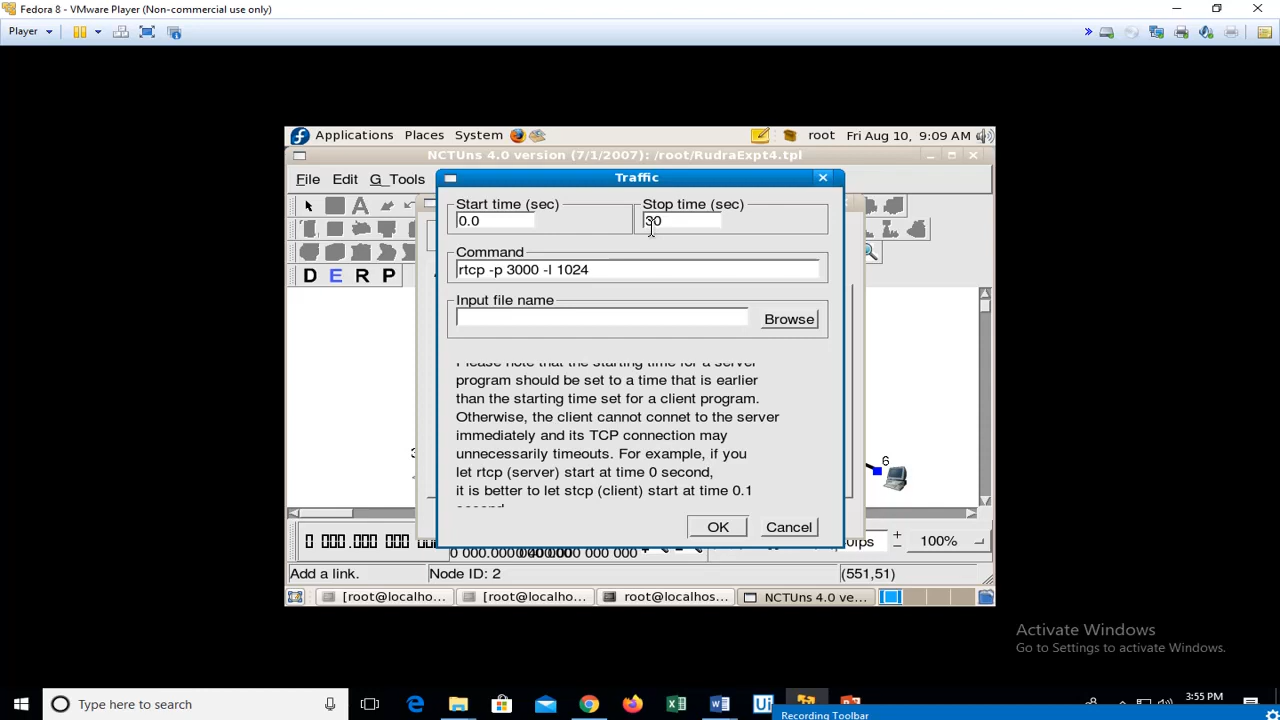 Fedora 8 - VMware Player (Non-commercial use only)
Player
Applications Places System root Fri Aug 10, 9:09 AM
NCTUns 4.0 version (7/1/2007): /root/RudraExpt4.tpl
File Edit G_Tools
Traffic
Start time (sec) Stop time (sec)
0.0 30
Command
rtcp -p 3000 -l 1024
Input file name
Browse
D E R P
program should be set to a time that is earlier
than the starting time set for a client program.
Otherwise, the client cannot connet to the server
immediately and its TCP connection may
unnecessarily timeouts. For example, if you
let rtcp (server) start at time 0 second,
it is better to let stcp (client) start at time 0.1
6
OK Cancel
100%
Add a link. Node ID: 2 (551,51)
[root@localho... [root@localho... root@localhos... NCTUns 4.0 ve...
Activate Windows
Go to Settings to activate Windows.
Type here to search
3:55 PM
Recording Toolbar